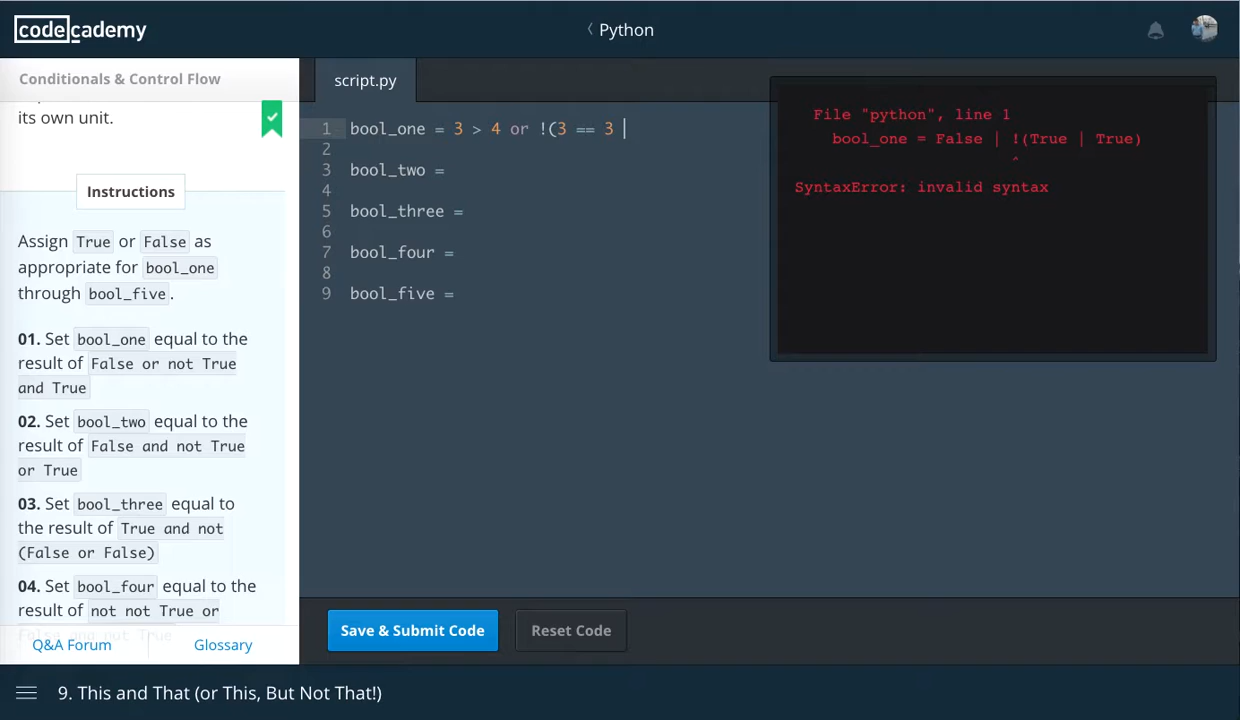 codecademy
Python
Conditionals & Control Flow
its own unit.
Instructions
Assign True or False as
appropriate for bool_one
through bool_five.
01. Set bool_one equal to the
result of False or not True
and True
02. Set bool_two equal to the
result of False and not True
or True
03. Set bool_three equal to
the result of True and not
(False or False)
04. Set bool_four equal to the
result of not not True or
False and not True
Q&A Forum
Glossary
script.py
1 bool_one = 3 > 4 or !(3 == 3
2
3 bool_two =
4
5 bool_three =
6
7 bool_four =
8
9 bool_five =
File "python", line 1
bool_one = False | !(True | True)
^
SyntaxError: invalid syntax
Save & Submit Code
Reset Code
9. This and That (or This, But Not That!)